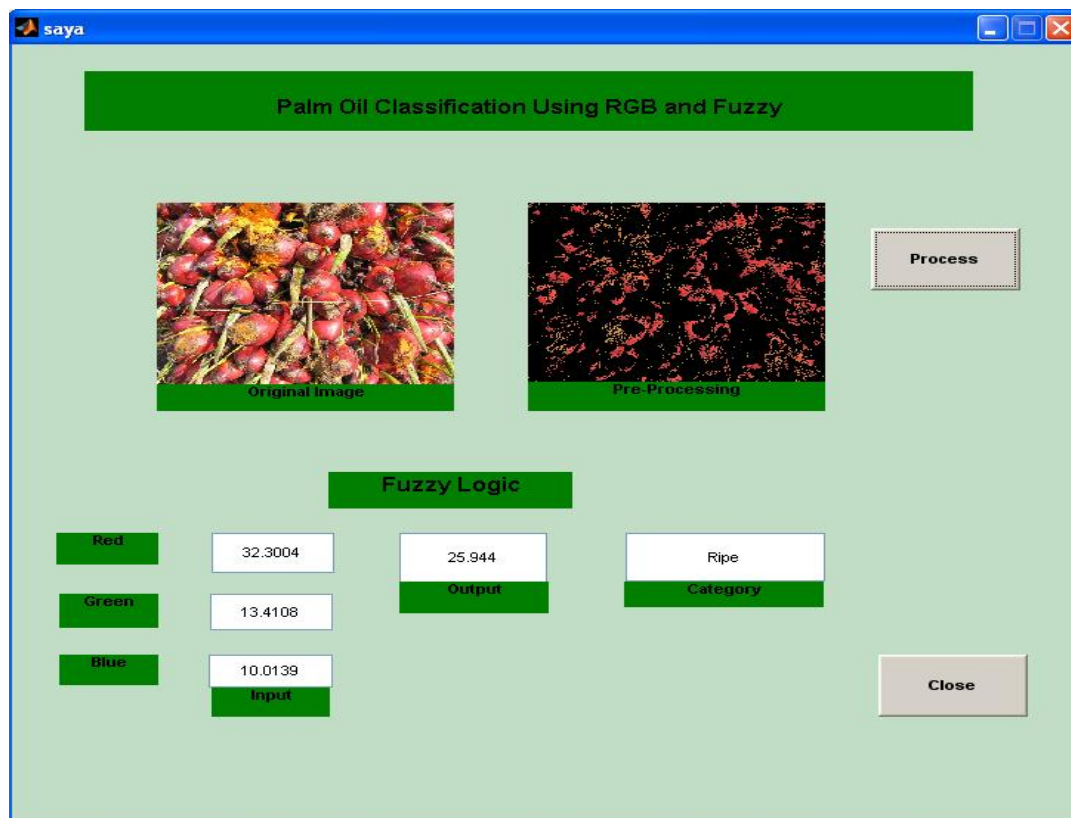 saya
Palm Oil Classification Using RGB and Fuzzy
Process
Original Image
Pre-Processing
Fuzzy Logic
Red
32.3004
25.944
Ripe
Output
Category
Green
13.4108
Blue
10.0139
Input
Close